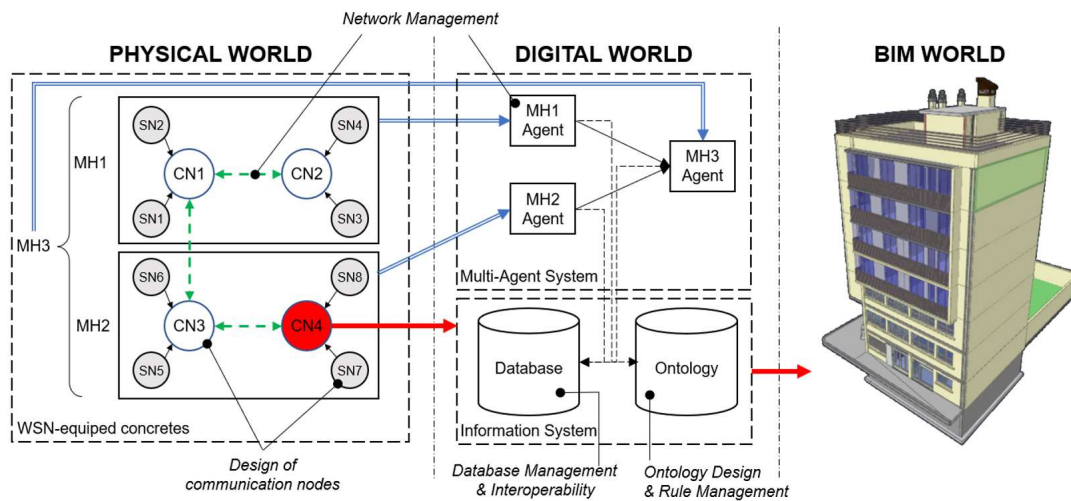 Network Management
PHYSICAL WORLD
DIGITAL WORLD
BIM WORLD
MH3
MH1
SN2
SN4
CN1
CN2
SN1
SN3
MH2
SN6
SN8
CN3
CN4
SN5
SN7
WSN-equiped concretes
MH1
Agent
MH3
Agent
MH2
Agent
Multi-Agent System
Database
Ontology
Information System
Design of
communication nodes
Database Management
& Interoperability
Ontology Design
& Rule Management